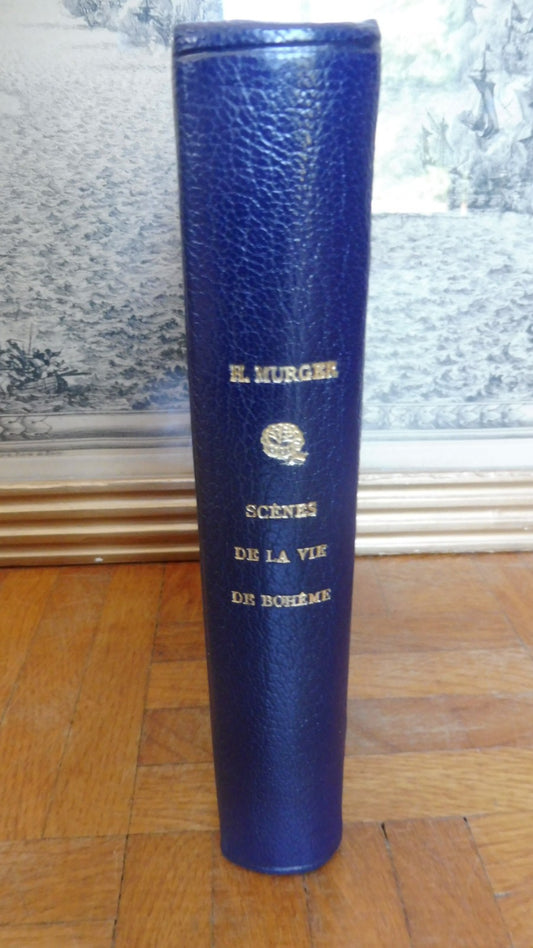 H. MURGER
SCÈNES
DE LA VIE
DE BOHÈME